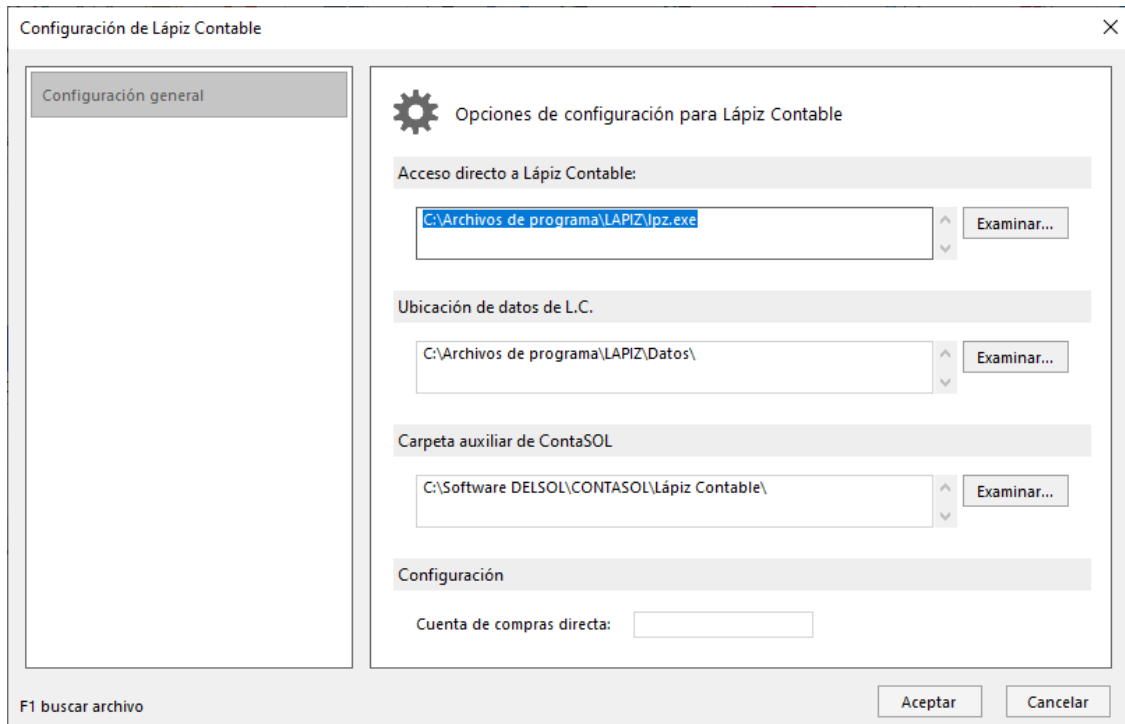 Configuración de Lápiz Contable
Configuración general
Opciones de configuración para Lápiz Contable
Acceso directo a Lápiz Contable:
C:\Archivos de programa\LAPIZ\lpz.exe
Examinar...
Ubicación de datos de L.C.
C:\Archivos de programa\LAPIZ\Datos\
Examinar...
Carpeta auxiliar de ContaSOL
C:\Software DELSOL\CONTASOL\Lápiz Contable\
Examinar...
Configuración
Cuenta de compras directa:
F1 buscar archivo
Aceptar
Cancelar